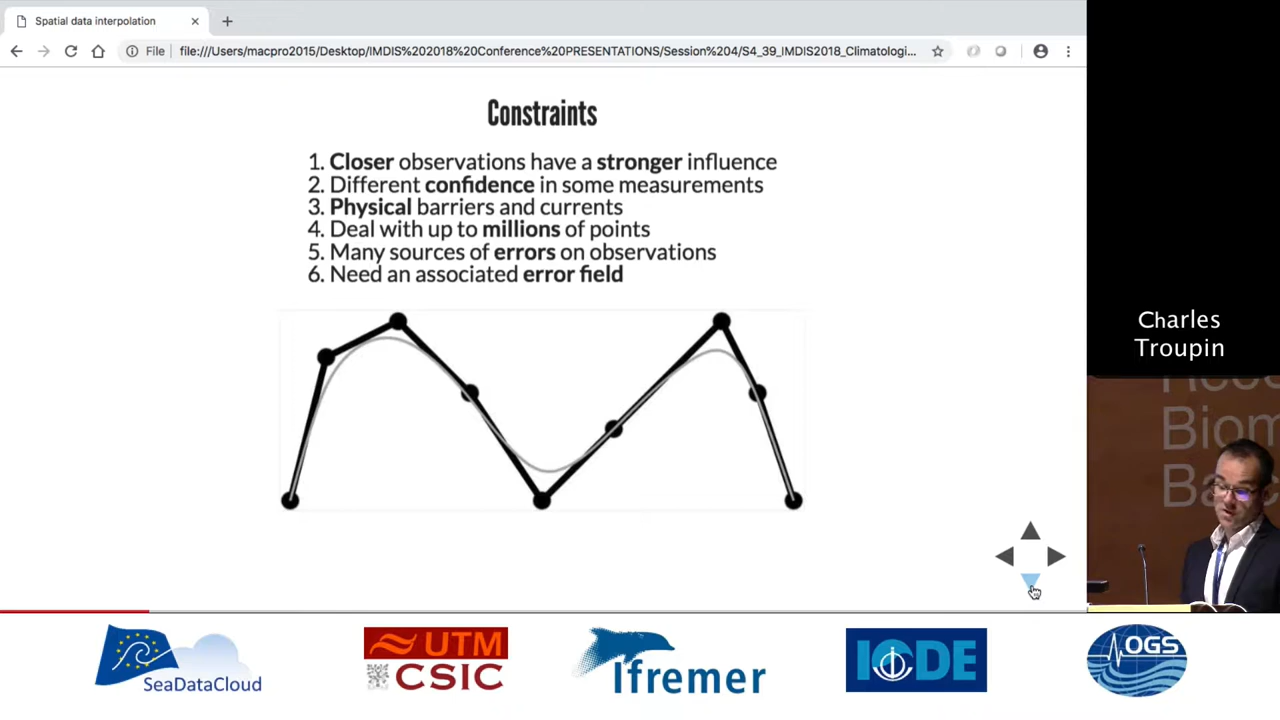 Spatial data interpolation
File
file:///Users/macpro2015/Desktop/IMDIS%202018%20Conference%20PRESENTATIONS/Session%204/S4_39_IMDIS2018_Climatologi...
Constraints
1. Closer observations have a stronger influence
2. Different confidence in some measurements
3. Physical barriers and currents
4. Deal with up to millions of points
5. Many sources of errors on observations
6. Need an associated error field
Charles
Troupin
Biom
SeaDataCloud
UTM
CSIC
Ifremer
IODE
OGS